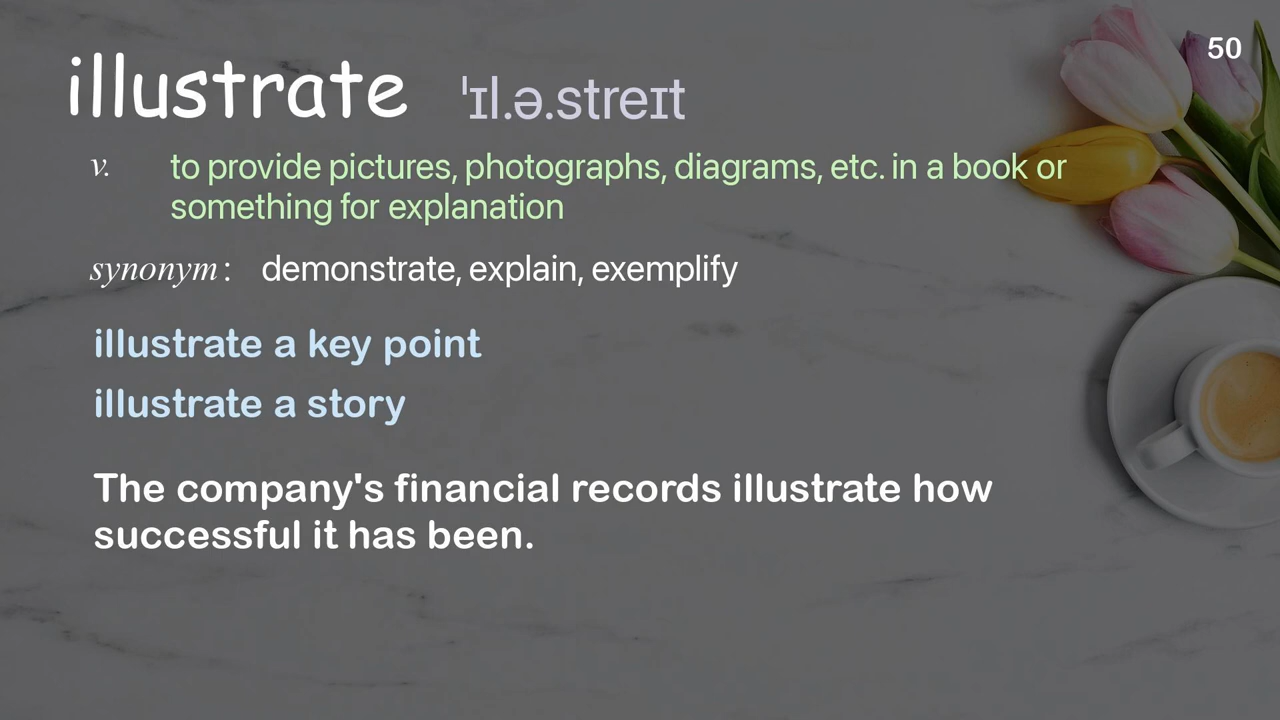 50
illustrate ˈɪl.ə.streɪt
v. to provide pictures, photographs, diagrams, etc. in a book or
something for explanation
synonym: demonstrate, explain, exemplify
illustrate a key point
illustrate a story
The company's financial records illustrate how
successful it has been.